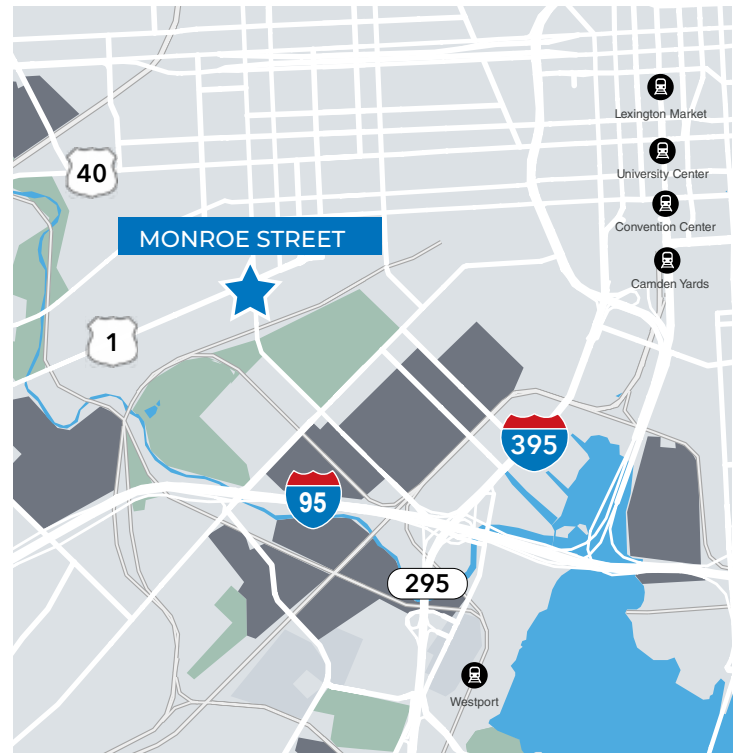 Lexington Market
University Center
40
Convention Center
MONROE STREET
Camden Yards
1
395
95
295
Westport